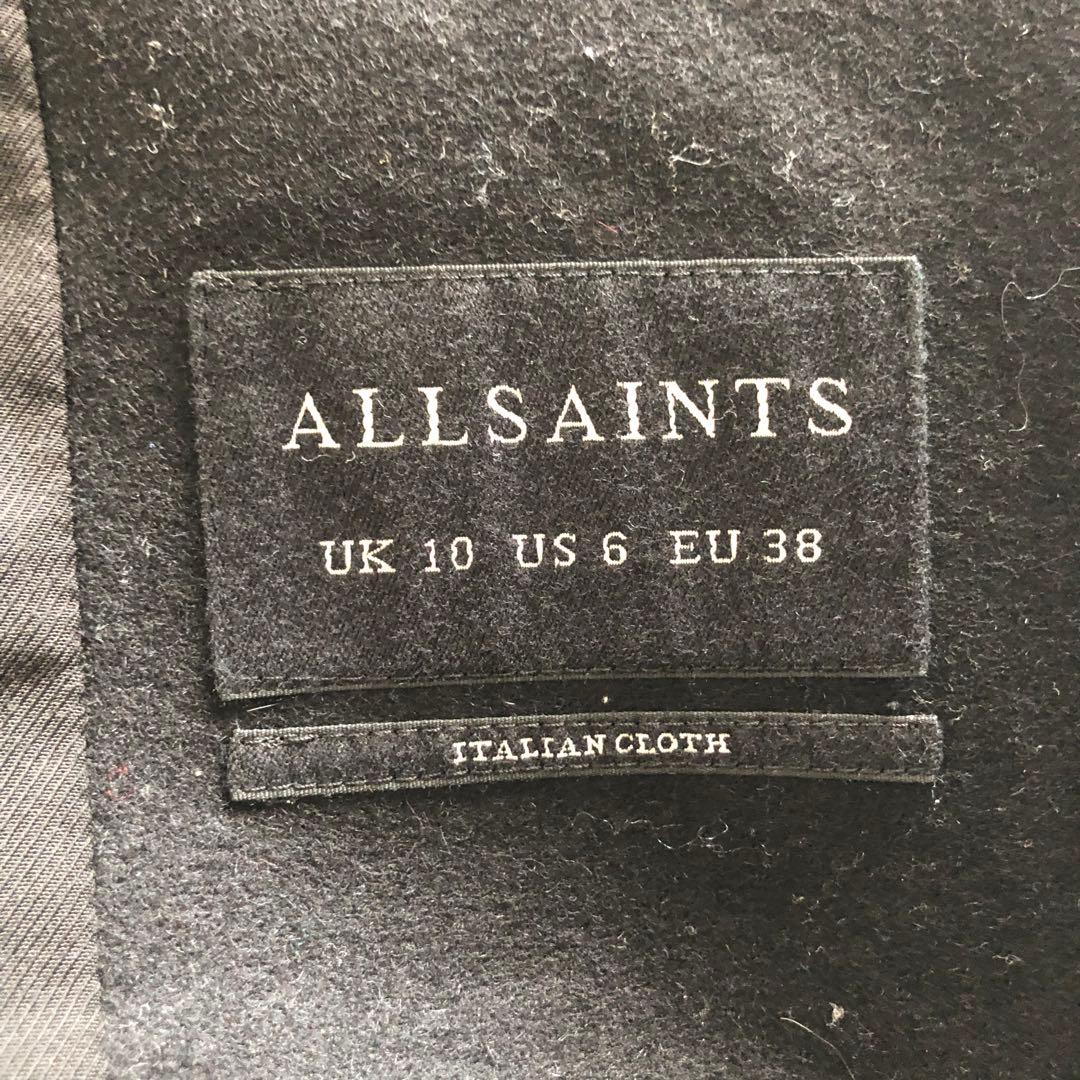 ALLSAINTS
UK 10 US 6 EU 38
ITALIAN CLOTH